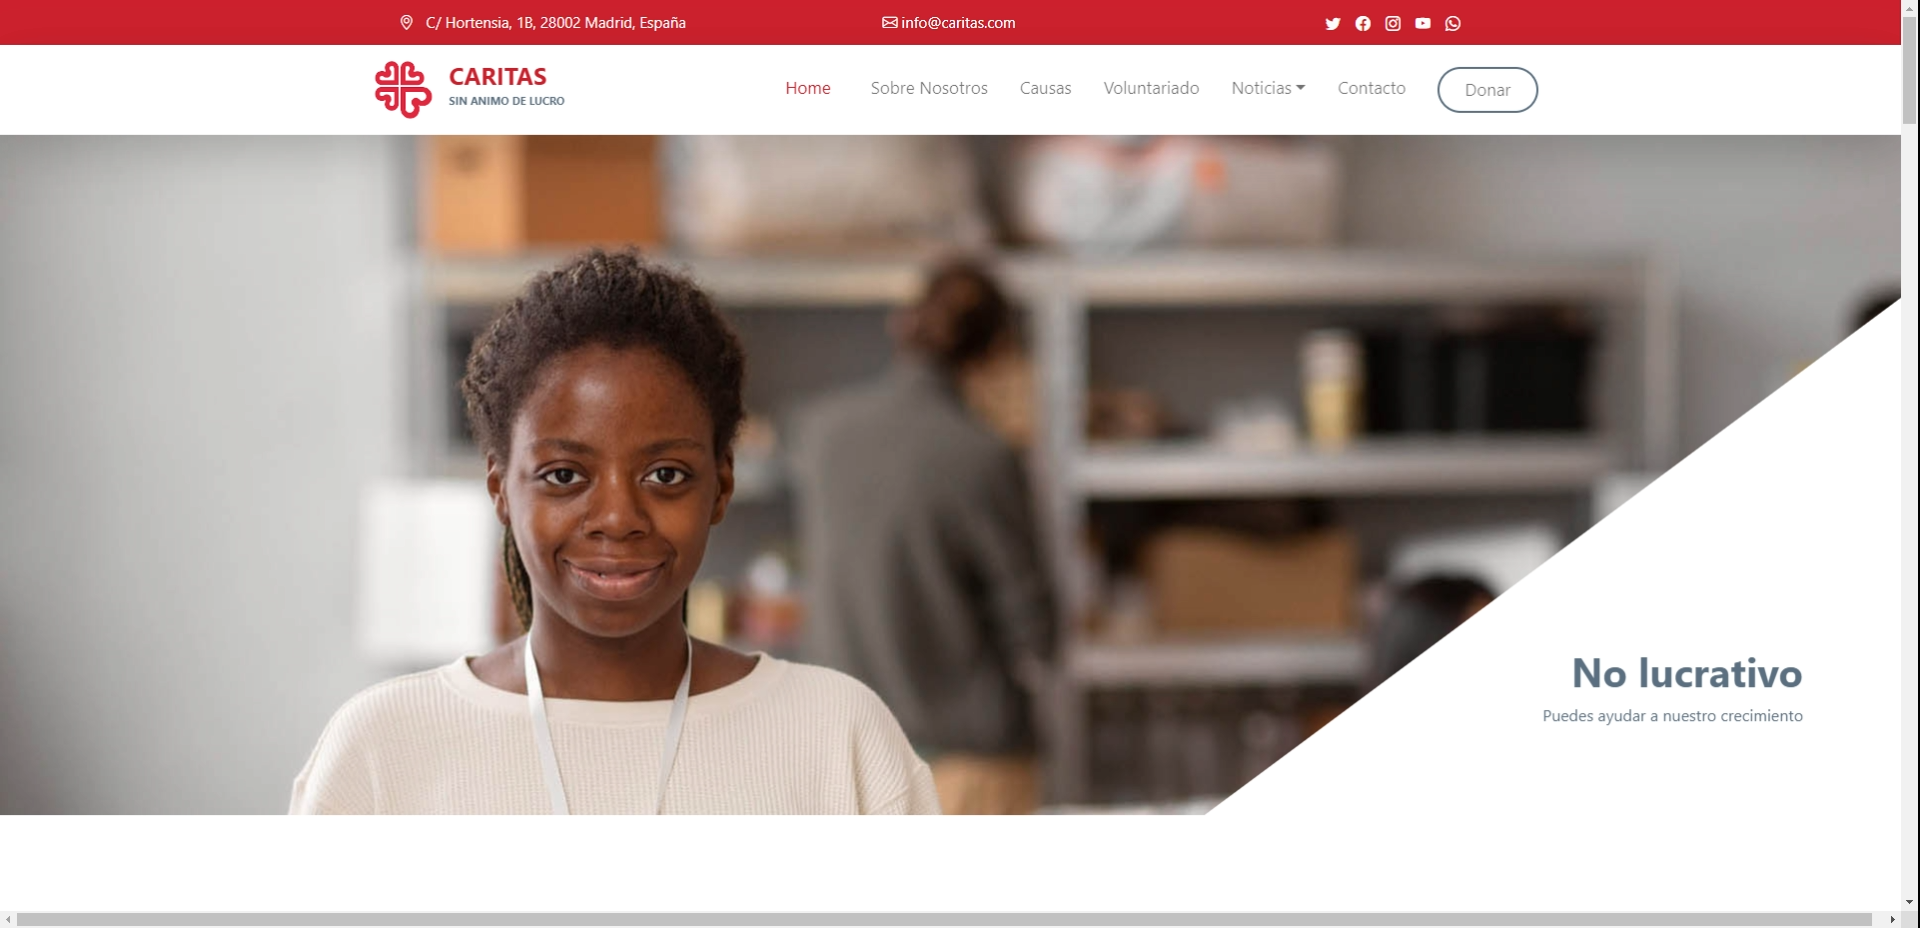 C/ Hortensia, 1B, 28002 Madrid, España
info@caritas.com
CARITAS
SIN ANIMO DE LUCRO
Home
Sobre Nosotros
Causas
Voluntariado
Noticias
Contacto
Donar
No lucrativo
Puedes ayudar a nuestro crecimiento